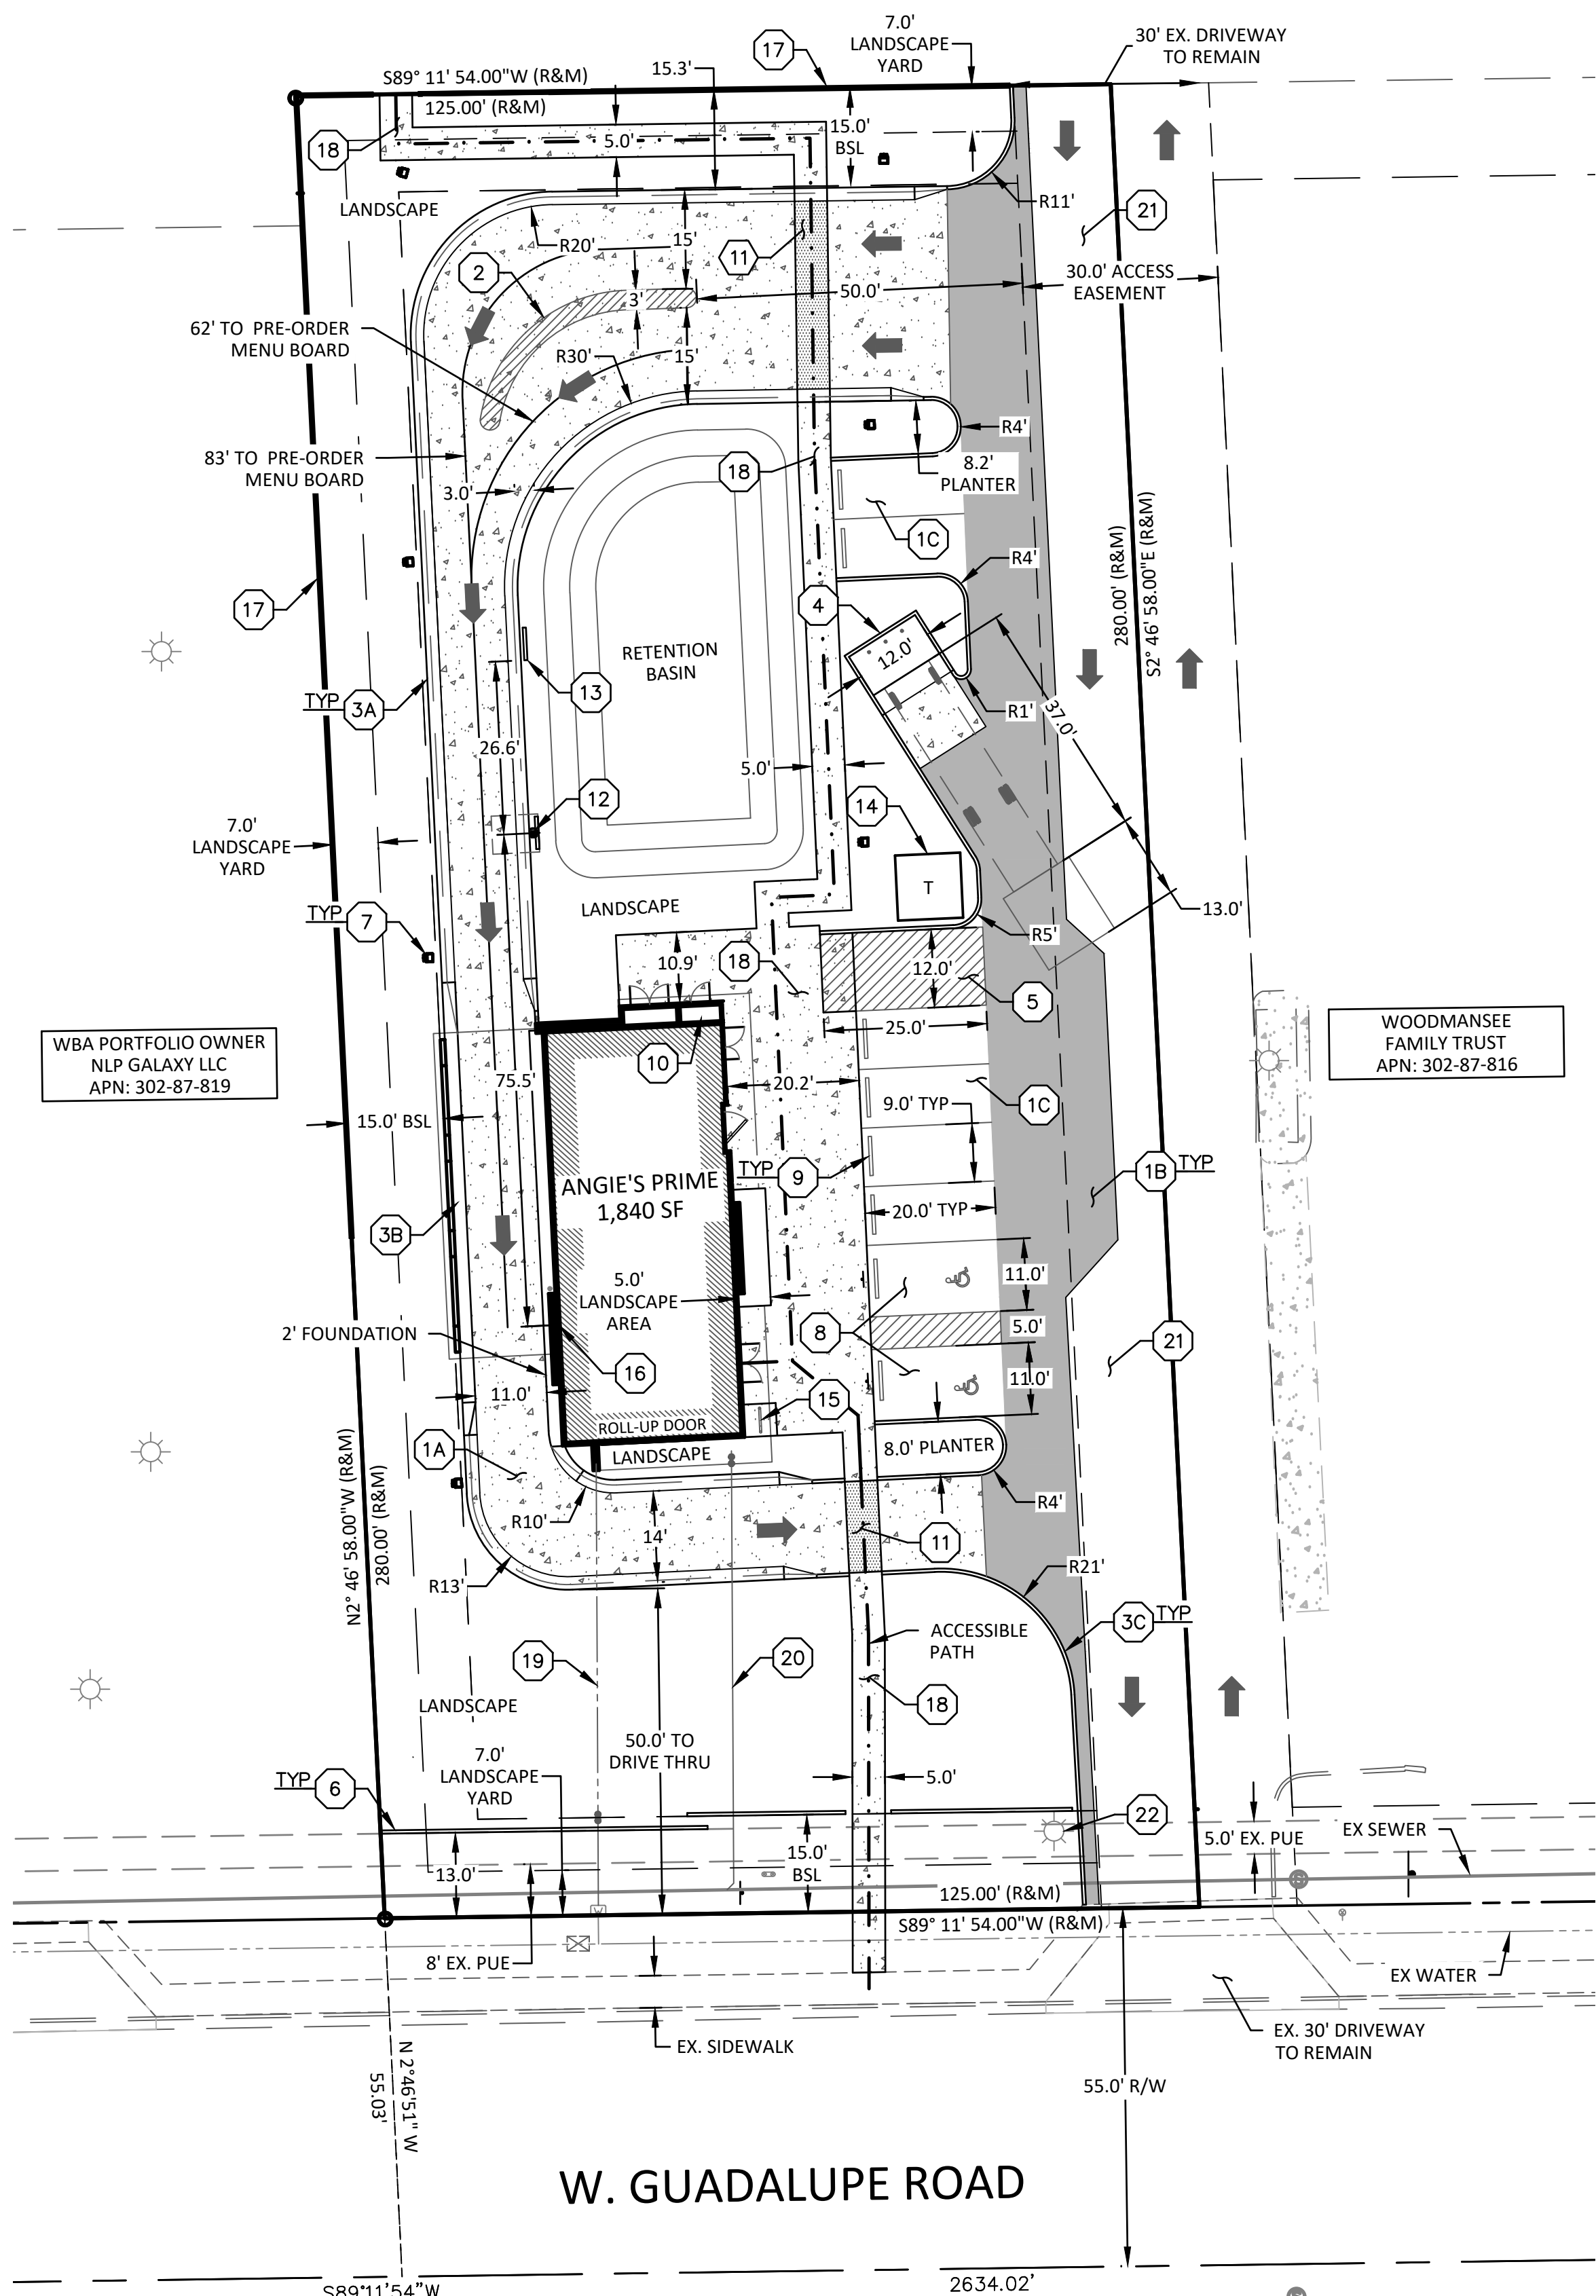 7.0'
LANDSCAPE
YARD
30' EX. DRIVEWAY
TO REMAIN
17
15.3'
S89° 11' 54.00"W (R&M)
125.00' (R&M)
18
5.0'
15.0'
BSL
LANDSCAPE
R11'
21
R20'
15'
11
2
3'
50.0'
30.0' ACCESS
EASEMENT
62' TO PRE-ORDER
MENU BOARD
R30'
15'
R4'
83' TO PRE-ORDER
MENU BOARD
18
8.2'
PLANTER
3.0'
1C
280.00' (R&M)
S2° 46' 58.00"E (R&M)
R4'
17
4
12.0'
RETENTION
BASIN
13
TYP
3A
R1'
37.0'
26.6'
5.0'
12
14
7.0'
LANDSCAPE
YARD
T
13.0'
LANDSCAPE
TYP
7
R5'
10.9'
18
12.0'
5
25.0'
WBA PORTFOLIO OWNER
NLP GALAXY LLC
APN: 302-87-819
WOODMANSEE
FAMILY TRUST
APN: 302-87-816
10
75.5'
20.2'
1C
9.0' TYP
15.0' BSL
TYP
9
1B
TYP
ANGIE'S PRIME
1,840 SF
20.0' TYP
3B
5.0'
LANDSCAPE
AREA
11.0'
2' FOUNDATION
8
5.0'
21
16
11.0'
11.0'
15
ROLL-UP DOOR
1A
LANDSCAPE
8.0' PLANTER
N2° 46' 58.00"W (R&M)
280.00' (R&M)
R4'
R10'
14'
11
R13'
R21'
3C
TYP
ACCESSIBLE
PATH
19
20
18
LANDSCAPE
50.0' TO
DRIVE THRU
7.0'
LANDSCAPE
YARD
TYP
6
5.0'
22
5.0' EX. PUE
EX SEWER
13.0'
15.0'
BSL
125.00' (R&M)
S89° 11' 54.00"W (R&M)
W
8' EX. PUE
EX WATER
EX. SIDEWALK
EX. 30' DRIVEWAY
TO REMAIN
N 2°46'51" W
55.03'
55.0' R/W
W. GUADALUPE ROAD
S89°11'54"W
2634.02'